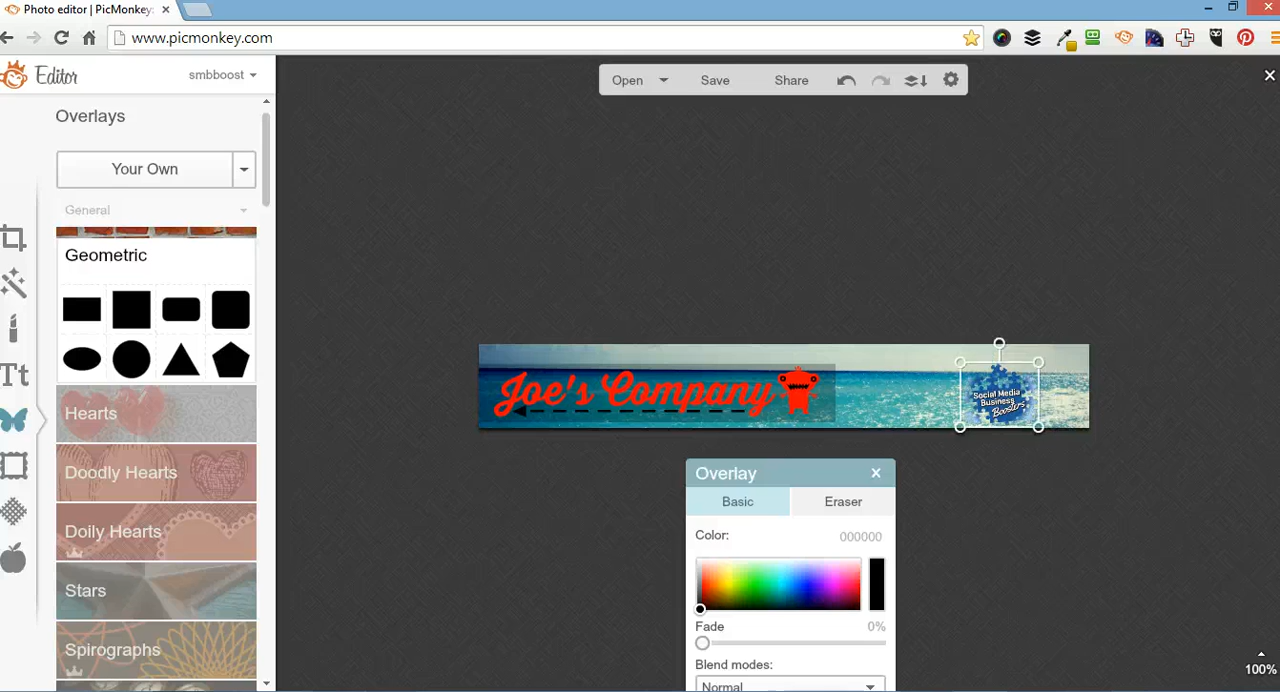 Photo editor | PicMonkey:
www.picmonkey.com
Editor
smbboost
Open
Save
Share
Overlays
Your Own
General
Geometric
Hearts
Doodly Hearts
Doily Hearts
Stars
Spirographs
Tt
Joe's Company
Social Media
Business
Boosters
Overlay
Basic
Eraser
Color:
000000
Fade
0%
Blend modes:
Normal
100%